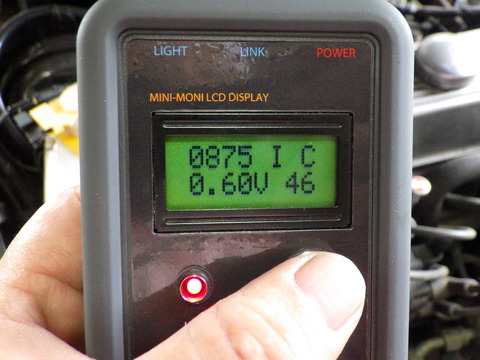 LIGHT LINK POWER
MINI-MONI LCD DISPLAY
0875 I C
0.60V 46